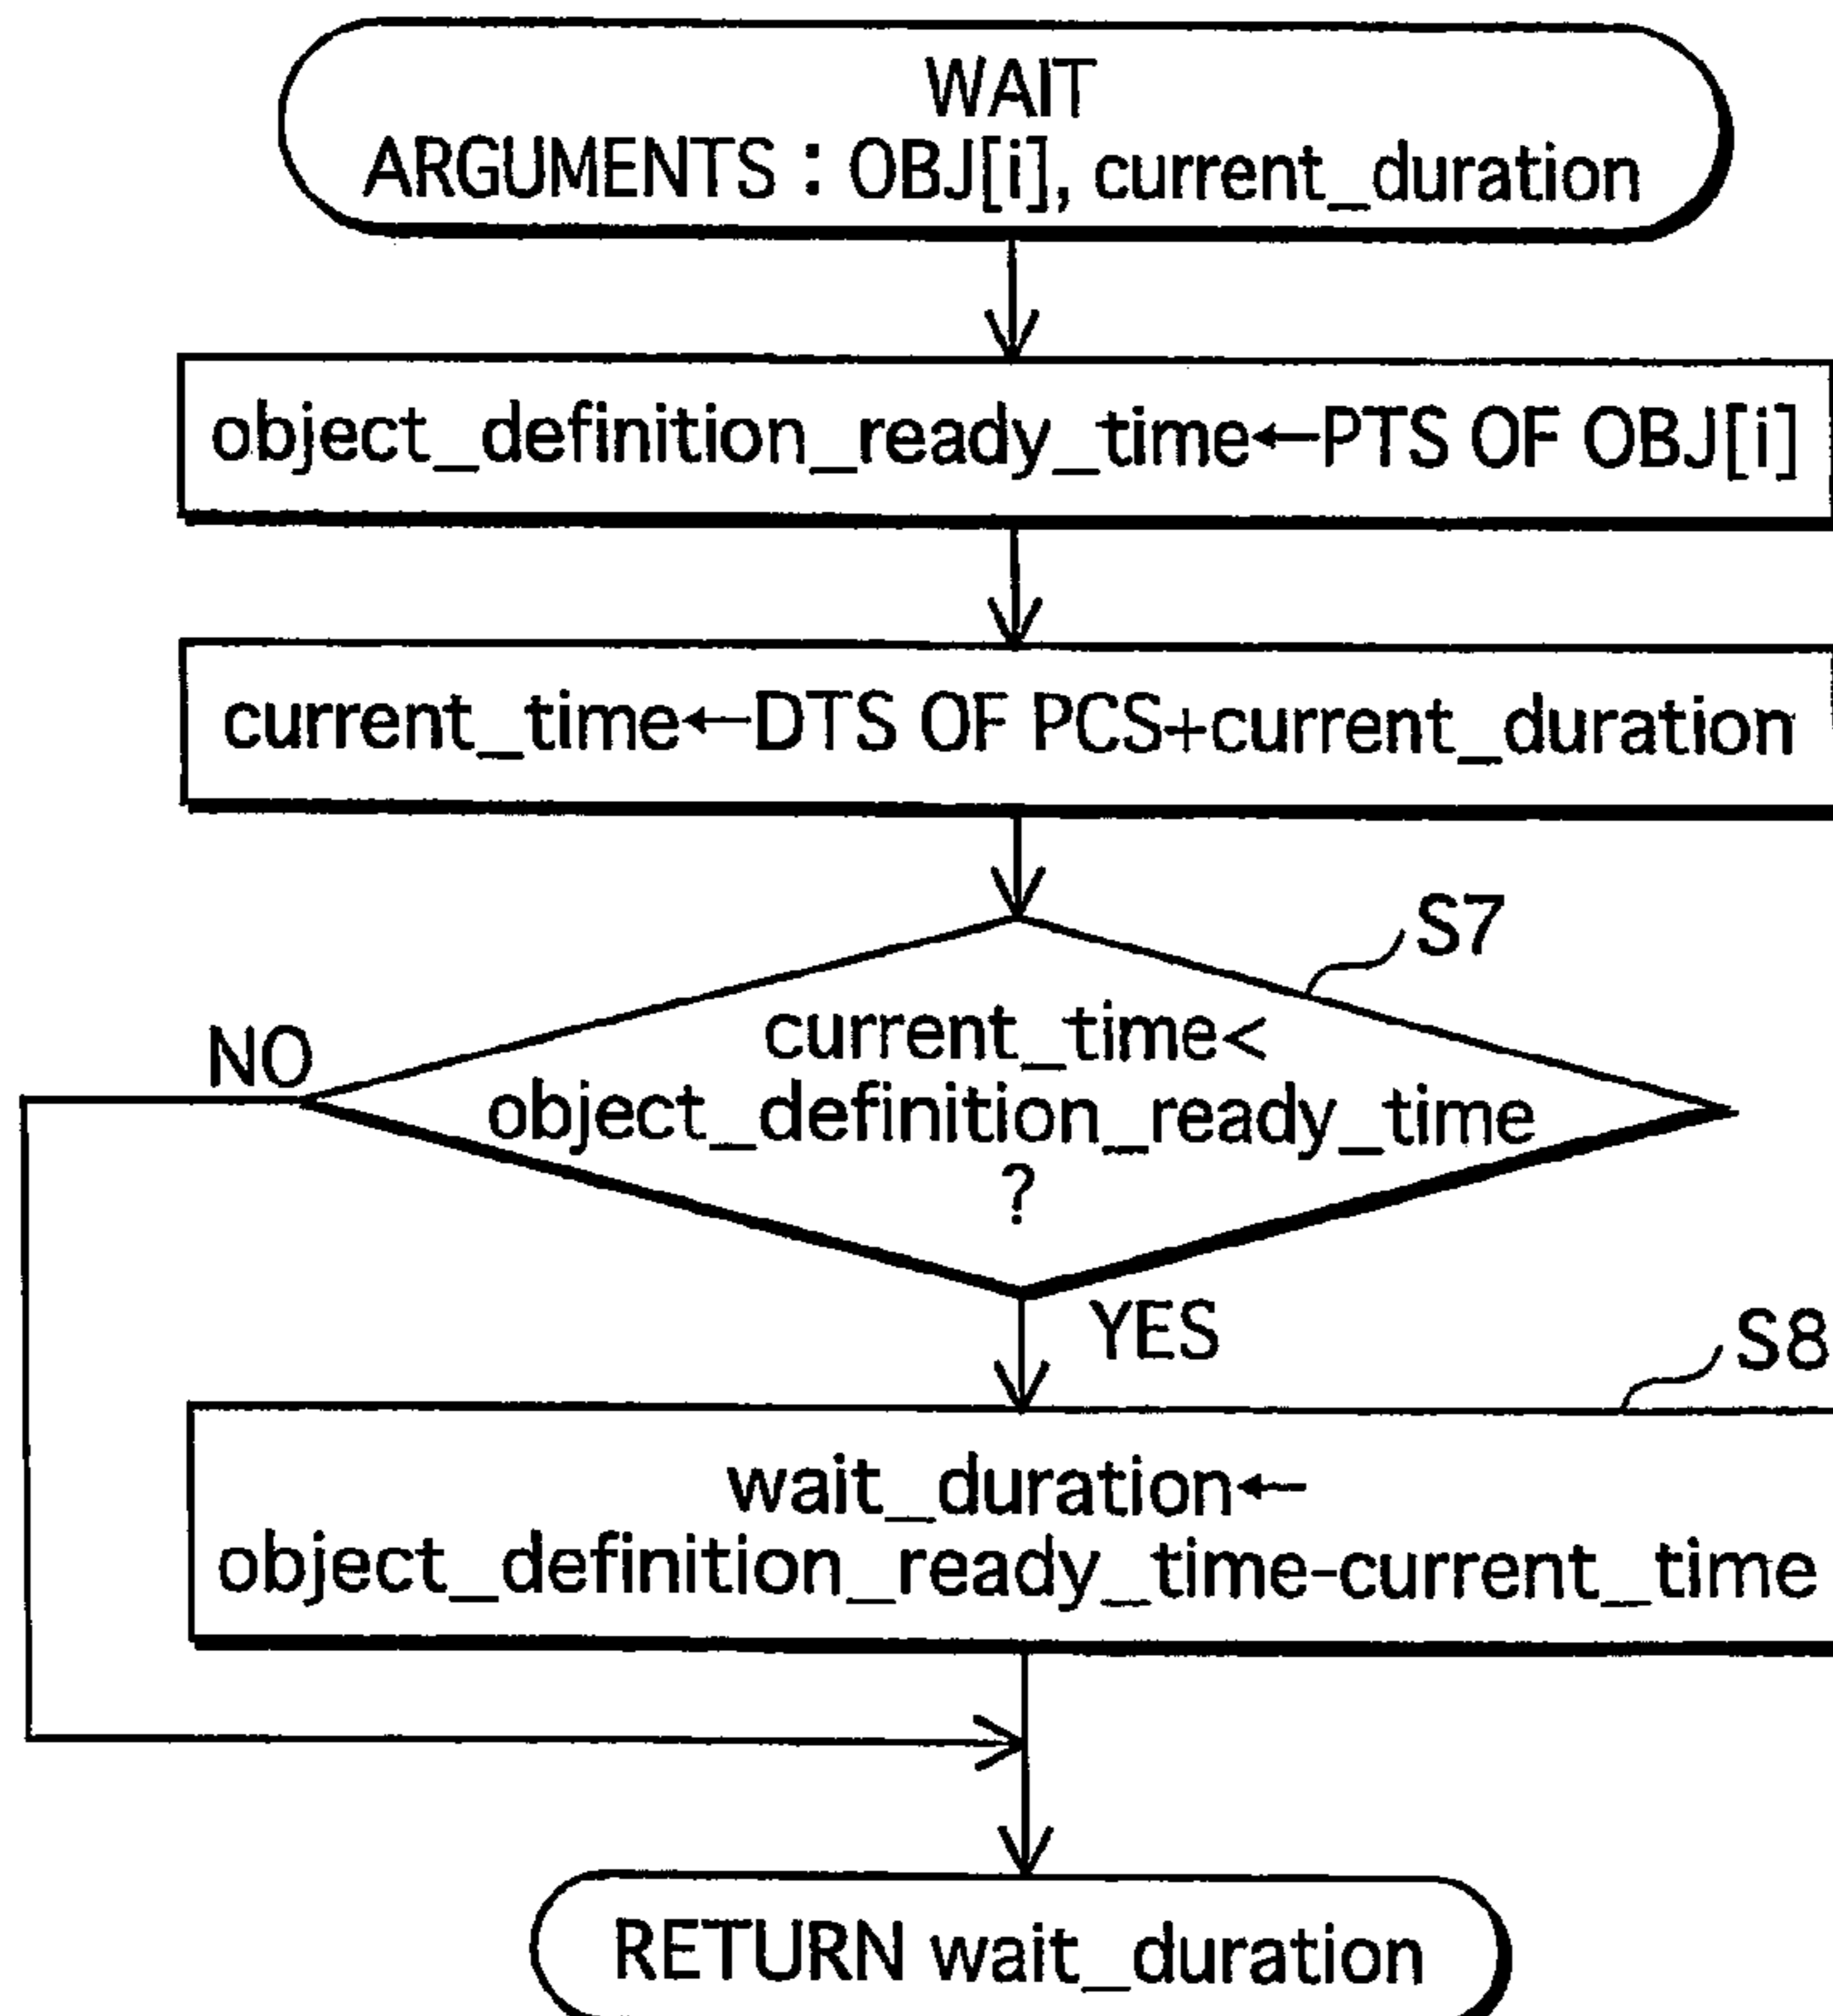 WAIT
ARGUMENTS : OBJ[i], current_duration
object_definition_ready_time←PTS OF OBJ[i]
current_time←DTS OF PCS+current_duration
S7
NO
current_time<
object_definition_ready_time
?
YES
S8
wait_duration←
object_definition_ready_time-current_time
RETURN wait_duration